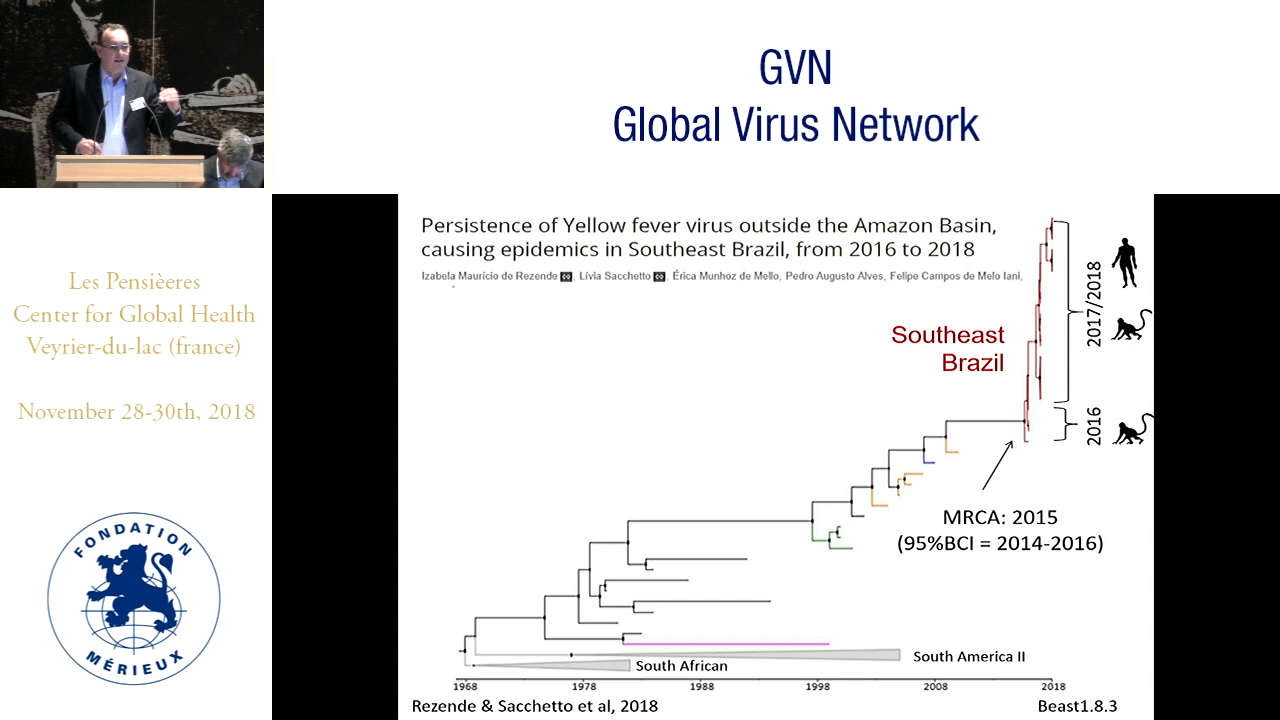 GVN
Global Virus Network
Les Pensièeres
Center for Global Health
Veyrier-du-lac (france)
November 28-30th, 2018
FONDATION
MÉRIEUX
Persistence of Yellow fever virus outside the Amazon Basin,
causing epidemics in Southeast Brazil, from 2016 to 2018
Izabela Maurício de Rezende, Lívia Sacchetto, Érica Munhoz de Mello, Pedro Augusto Alves, Felipe Campos de Melo Iani,
Southeast
Brazil
2017/2018
2016
MRCA: 2015
(95%BCI = 2014-2016)
South America II
South African
1968 1978 1988 1998 2008 2018
Rezende & Sacchetto et al, 2018
Beast1.8.3